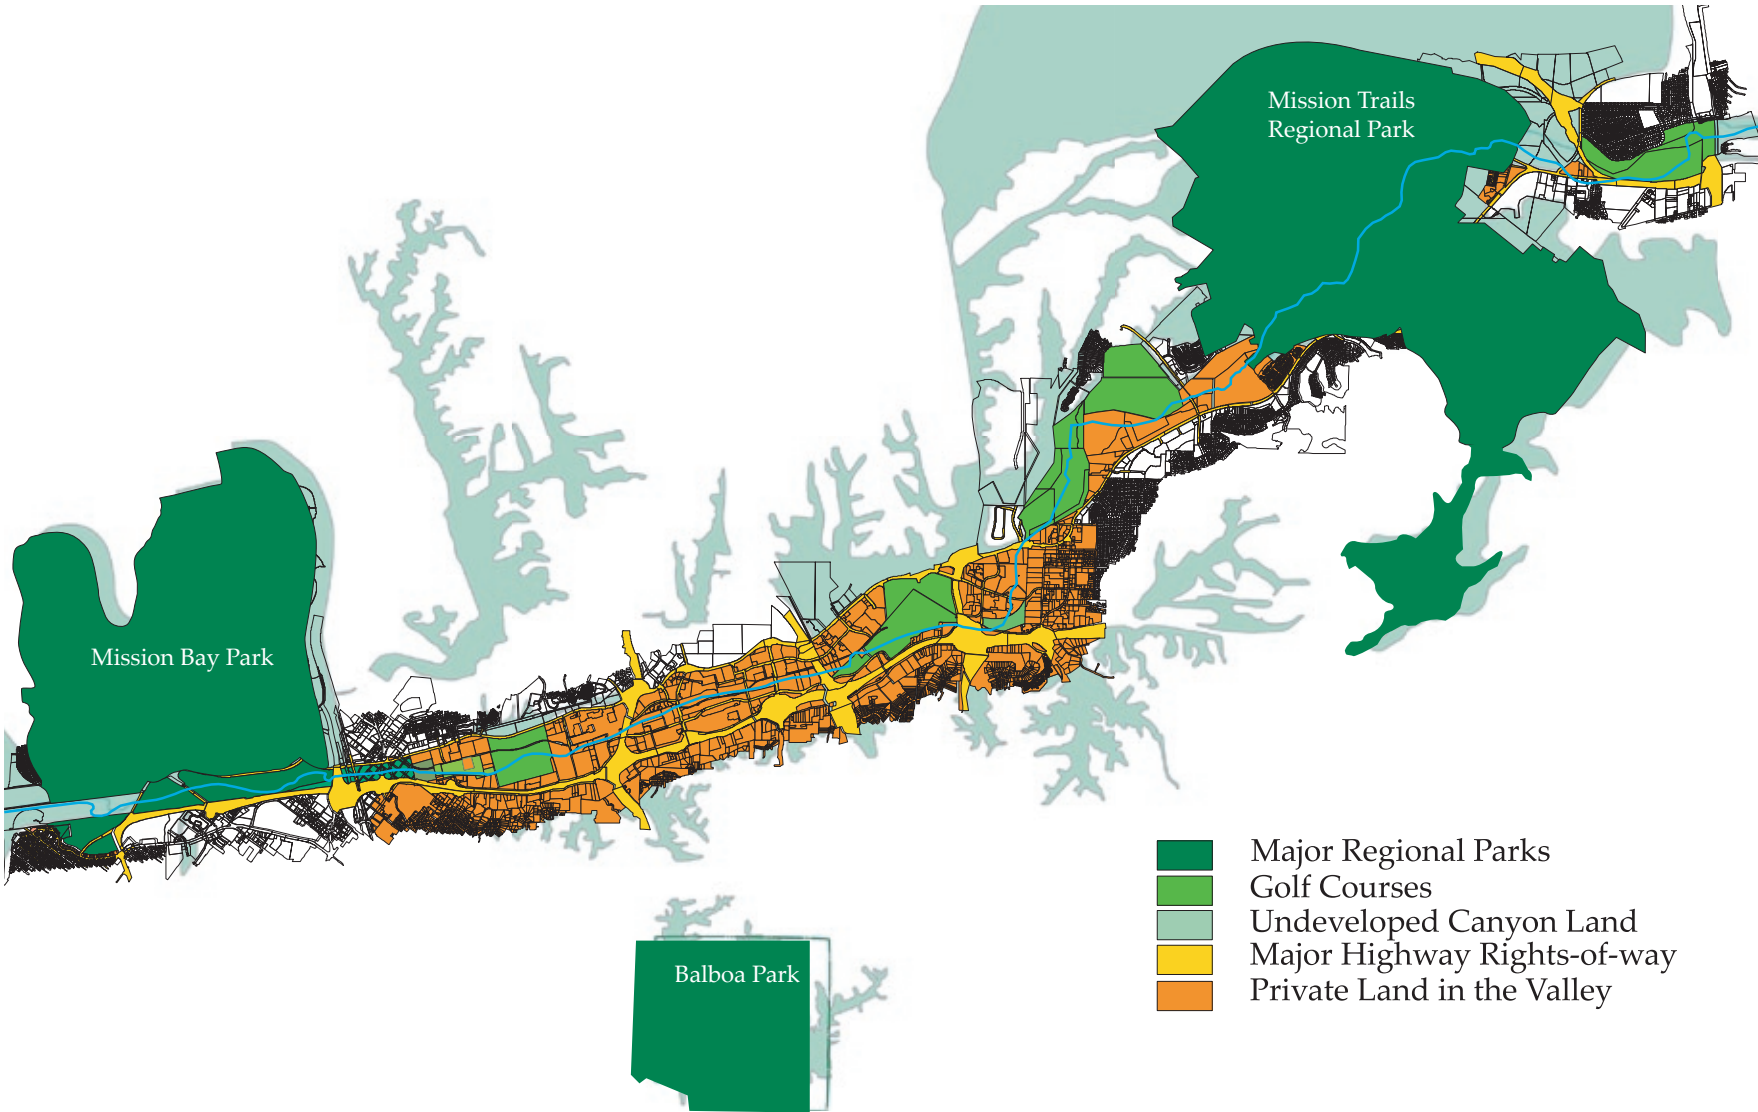 Mission Trails
Regional Park
Mission Bay Park
Balboa Park
Major Regional Parks
Golf Courses
Undeveloped Canyon Land
Major Highway Rights-of-way
Private Land in the Valley